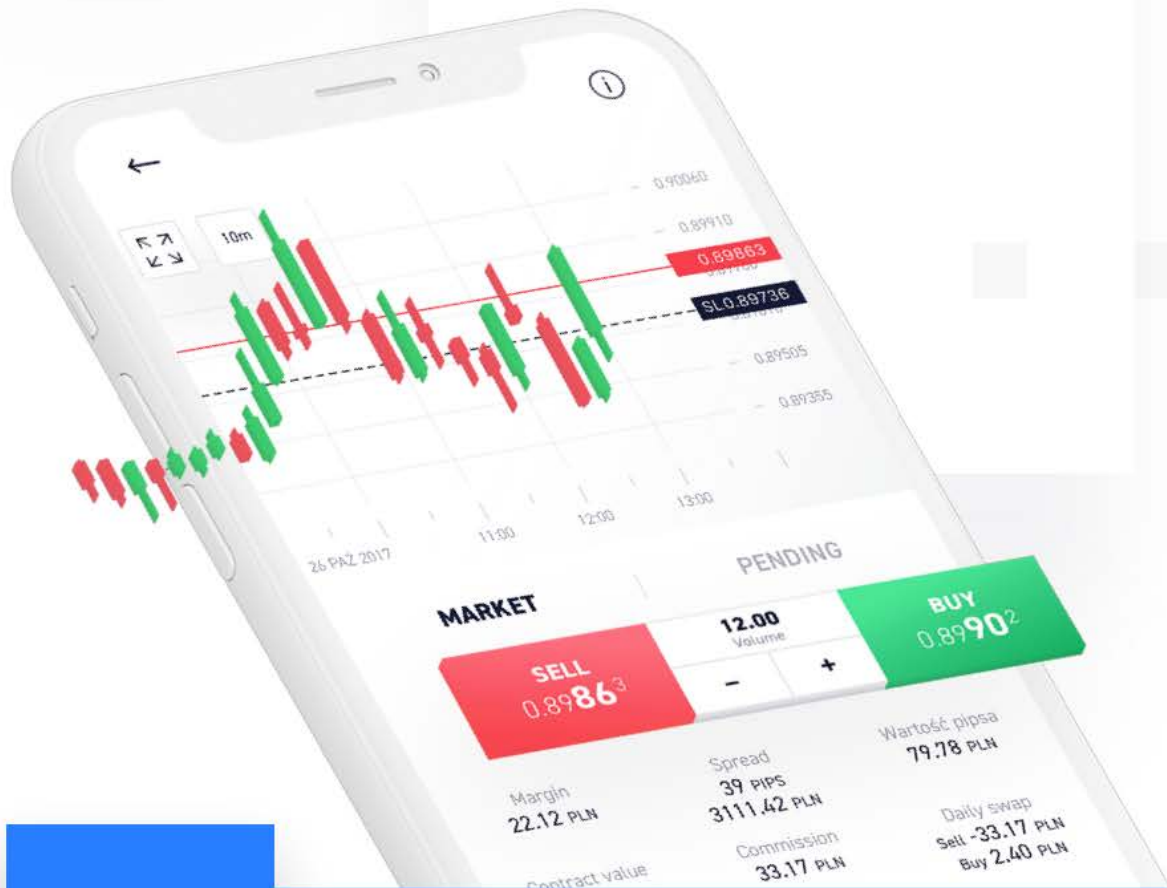 10m
0.90060
0.89910
0.89863
SL0.89736
0.89505
0.89355
26 PAŹ 2017
11:00
12:00
13:00
MARKET
PENDING
SELL
0.89863
12.00
Volume
-
+
BUY
0.89902
Margin
22.12 PLN
Spread
39 PIPS
3111.42 PLN
Wartość pipsa
79.78 PLN
Contract value
Commission
33.17 PLN
Daily swap
Sell -33.17 PLN
Buy 2.40 PLN